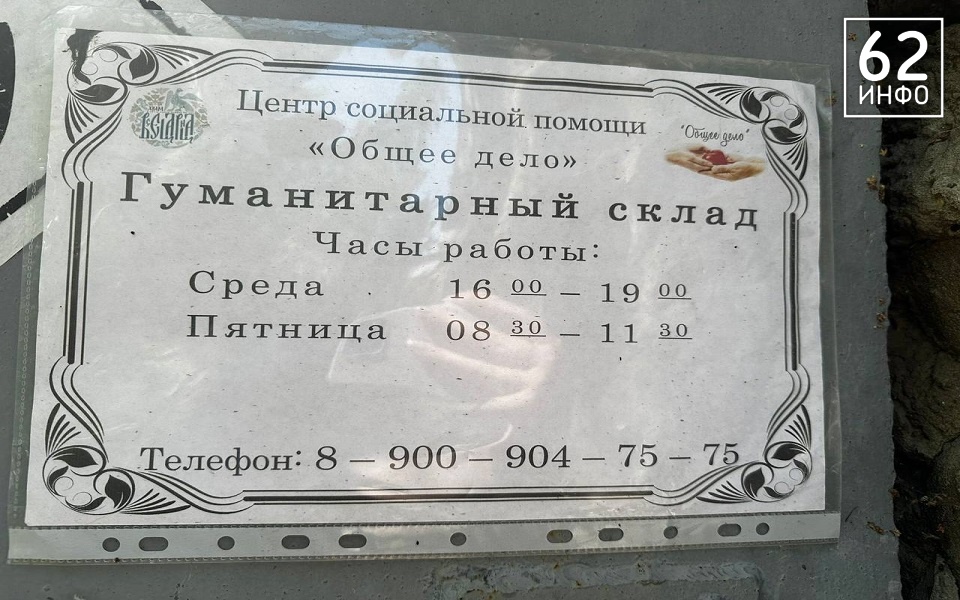 62
ИНФО
Центр социальной помощи
«Общее дело»
"Общее дело"
Гуманитарный склад
Часы работы:
Среда 16 00 – 19 00
Пятница 08 30 – 11 30
Телефон: 8 – 900 – 904 – 75 – 75